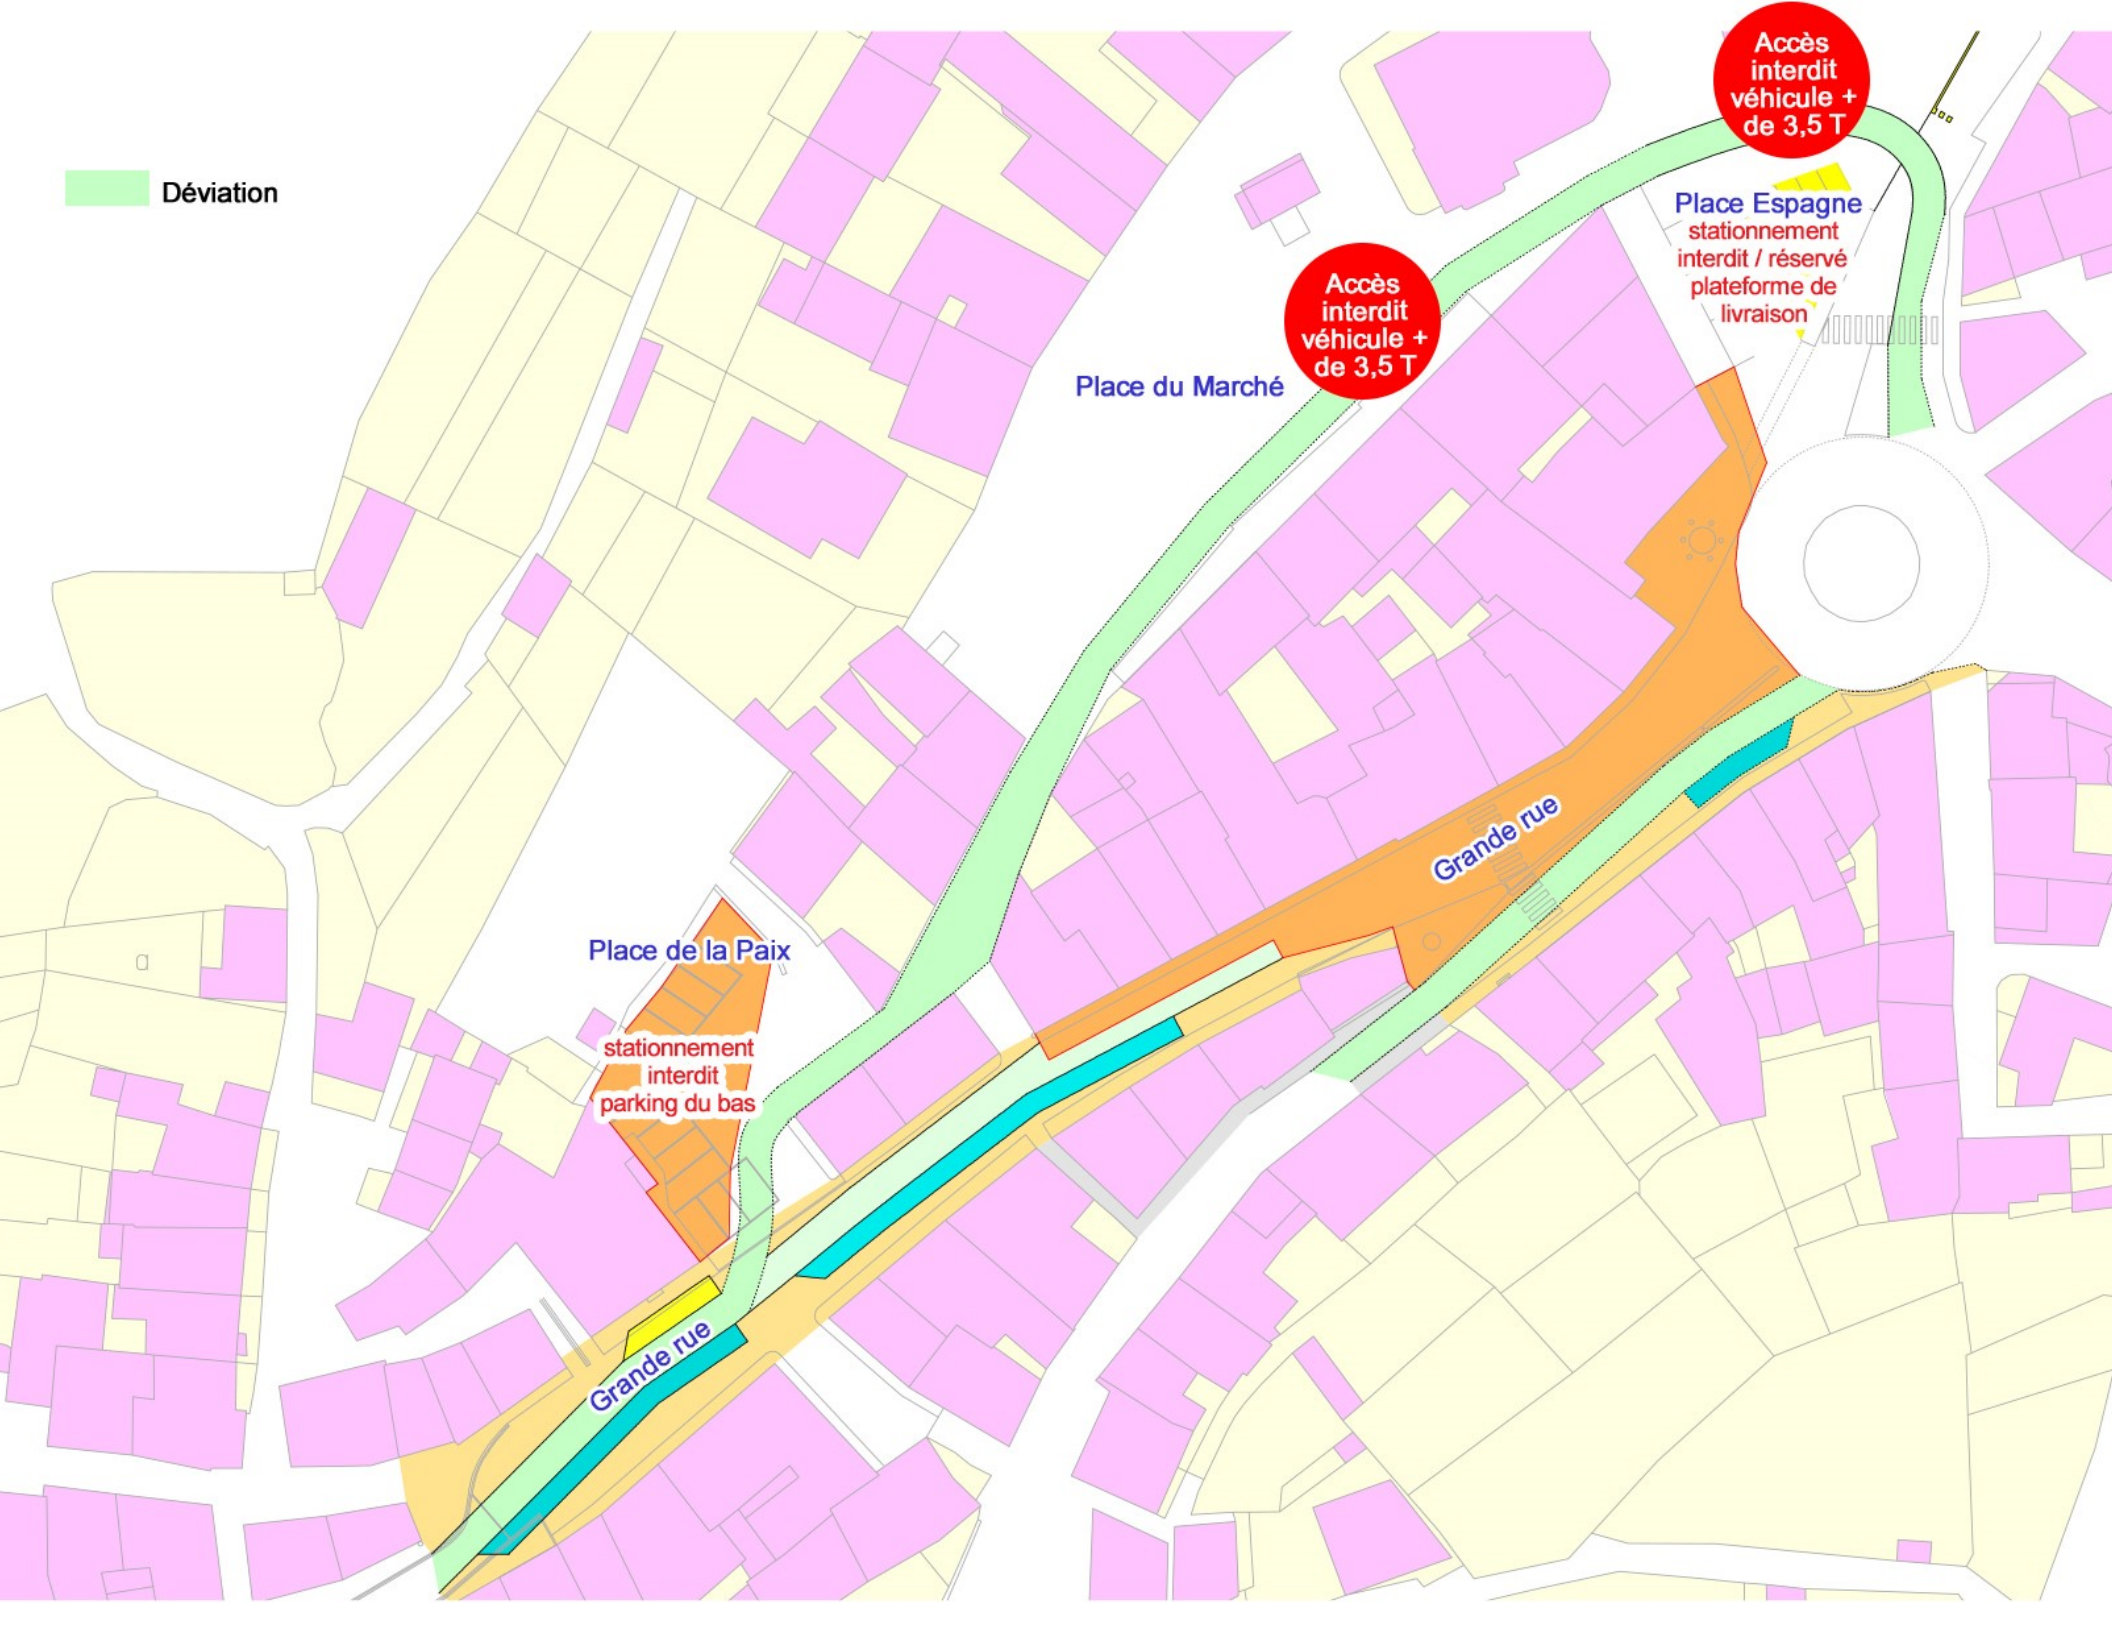 Accès
interdit
véhicule +
de 3,5 T
Déviation
Place Espagne
stationnement
interdit / réservé
plateforme de
livraison
Accès
interdit
véhicule +
de 3,5 T
Place du Marché
Grande rue
Place de la Paix
stationnement
interdit
parking du bas
Grande rue